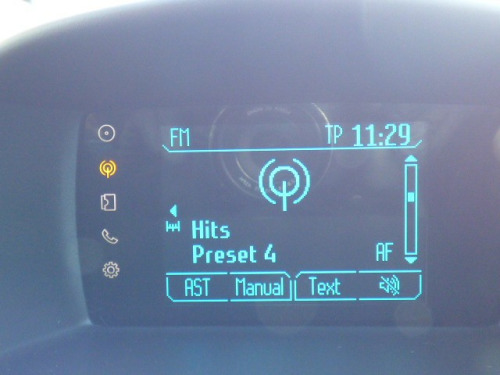 FM TP 11:29
Hits
Preset 4 AF
AST Manual Text